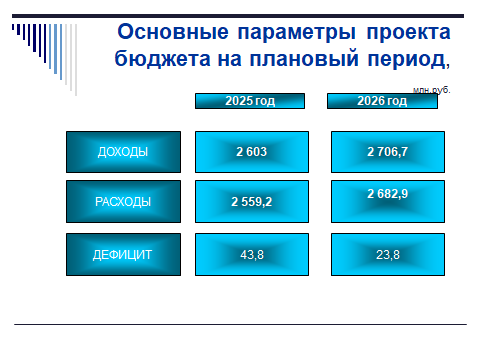 Основные параметры проекта
бюджета на плановый период,
млн.руб.
2025 год 2026 год
ДОХОДЫ 2 603 2 706,7
РАСХОДЫ 2 559,2 2 682,9
ДЕФИЦИТ 43,8 23,8